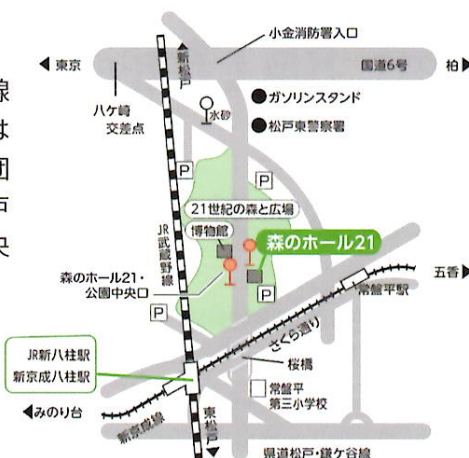 線
は
団
戸
央
小金消防署入口
◀東京
▲新松戸
国道6号
柏▶
八ケ崎
交差点
水砂
●ガソリンスタンド
●松戸東警察署
P
P
21世紀の森と広場
博物館
森のホール21
JR武蔵野線
森のホール21・
公園中央口
P
P
五香▶
常盤平駅
さくら通り
JR新八柱駅
新京成八柱駅
桜橋
常盤平
第三小学校
◀みのり台
新京成線
東松戸▼
県道松戸・鎌ケ谷線